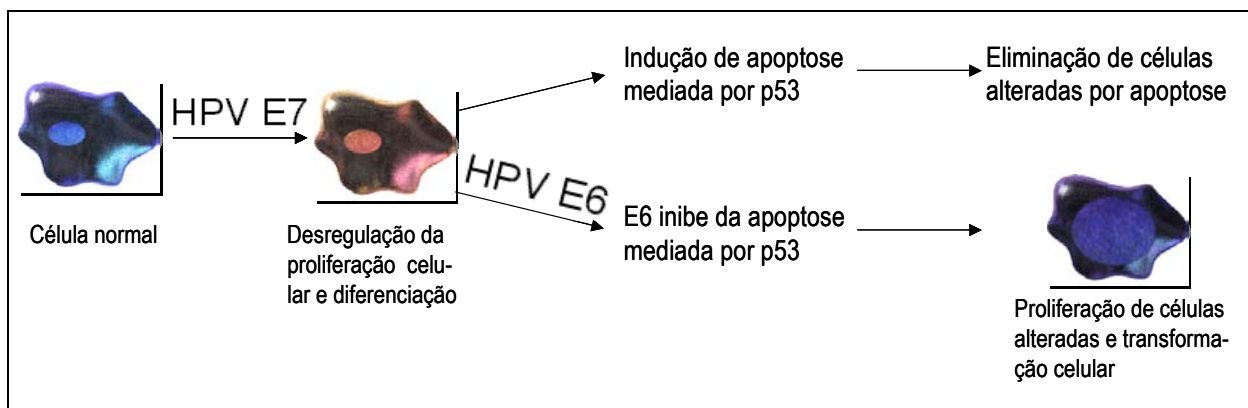 Célula normal
HPV E7
Desregulação da
proliferação celu-
lar e diferenciação
Indução de apoptose
mediada por p53
Eliminação de células
alteradas por apoptose
HPV E6
E6 inibe da apoptose
mediada por p53
Proliferação de células
alteradas e transforma-
ção celular